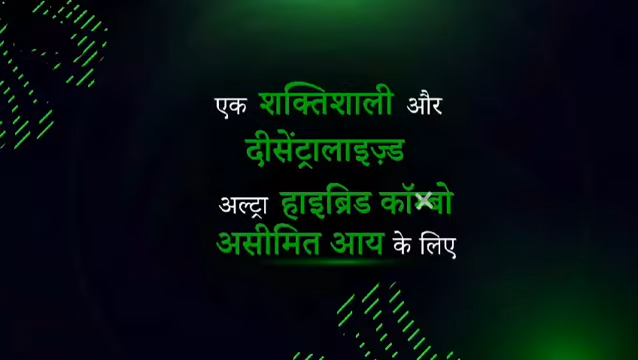 एक शक्तिशाली और
दीसेंट्रालाइज़्ड
अल्ट्रा हाइब्रिड कॉम्बो
असीमित आय के लिए